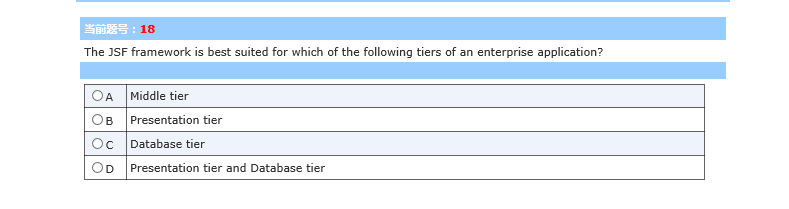 当前题号：18
The JSF framework is best suited for which of the following tiers of an enterprise application?
A Middle tier
B Presentation tier
C Database tier
D Presentation tier and Database tier